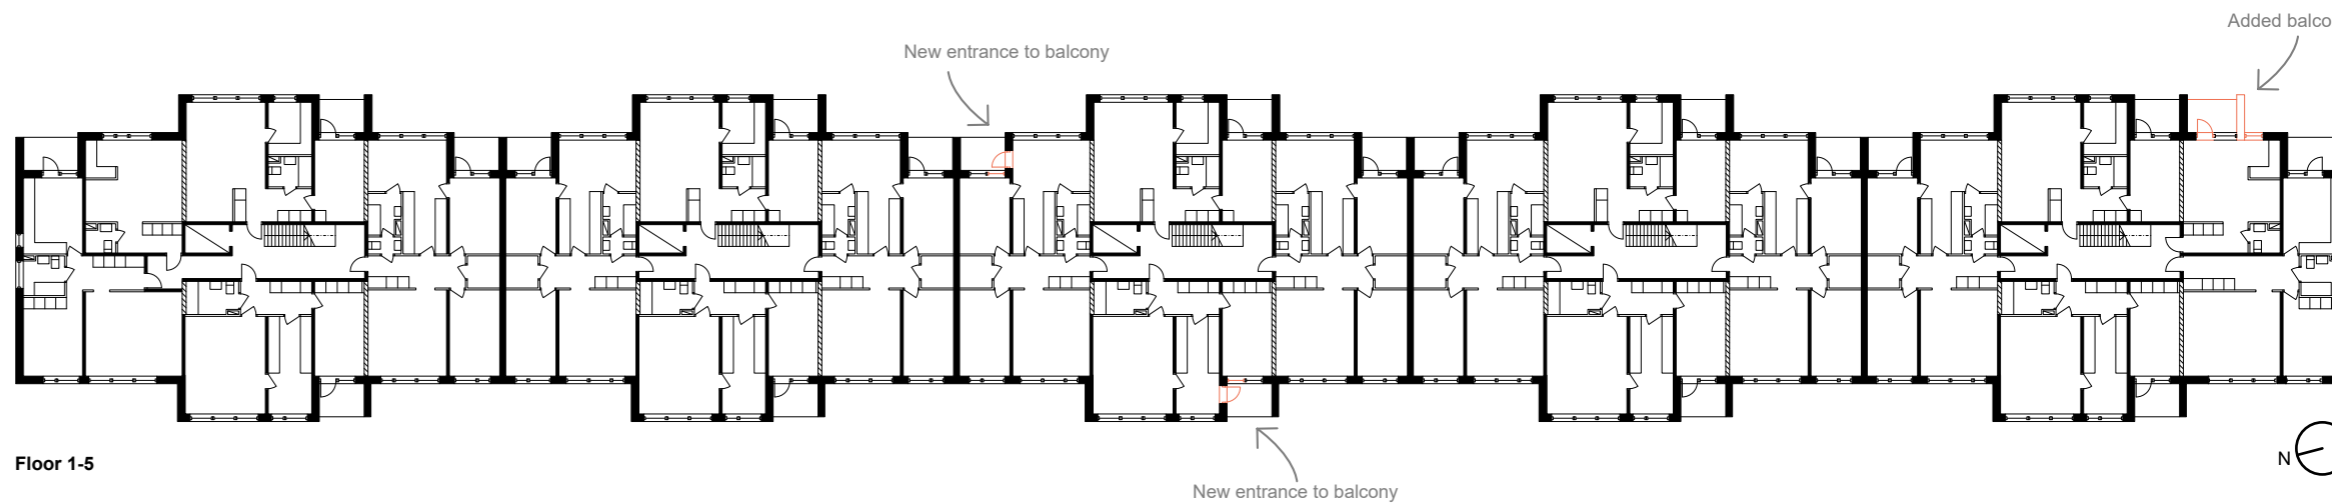 Added balco
New entrance to balcony
Floor 1-5
N
New entrance to balcony